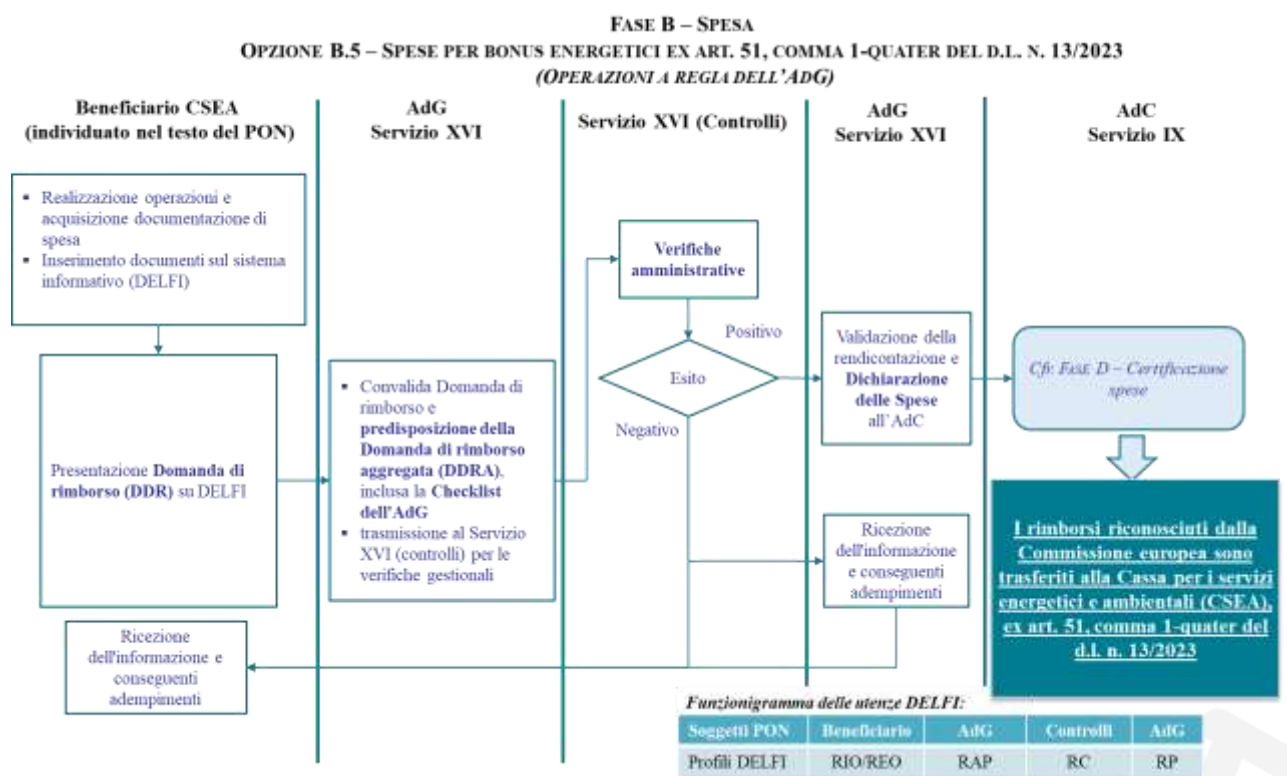 FASE B – SPESA
OPZIONE B.5 – SPESE PER BONUS ENERGETICI EX ART. 51, COMMA 1-QUATER DEL D.L. N. 13/2023
(OPERAZIONI A REGIA DELL'ADG)
Beneficiario CSEA
(individuato nel testo del PON)
AdG
Servizio XVI
Servizio XVI (Controlli)
AdG
Servizio XVI
AdC
Servizio IX
▪ Realizzazione operazioni e
acquisizione documentazione di
spesa
▪ Inserimento documenti sul sistema
informativo (DELFI)
Presentazione Domanda di
rimborso (DDR) su DELFI
Ricezione
dell'informazione e
conseguenti
adempimenti
▪ Convalida Domanda di
rimborso e
predisposizione della
Domanda di rimborso
aggregata (DDRA),
inclusa la Checklist
dell'AdG
▪ trasmissione al Servizio
XVI (controlli) per le
verifiche gestionali
Verifiche
amministrative
Positivo
Esito
Negativo
Validazione della
rendicontazione e
Dichiarazione
delle Spese
all'AdC
Ricezione
dell'informazione
e conseguenti
adempimenti
Cfr. FASE D – Certificazione
spese
I rimborsi riconosciuti dalla
Commissione europea sono
trasferiti alla Cassa per i servizi
energetici e ambientali (CSEA),
ex art. 51, comma 1-quater del
d.l. n. 13/2023
Funzionigramma delle utenze DELFI:
Soggetti PON Beneficiario AdG Controlli AdG
Profili DELFI RIO/REO RAP RC RP